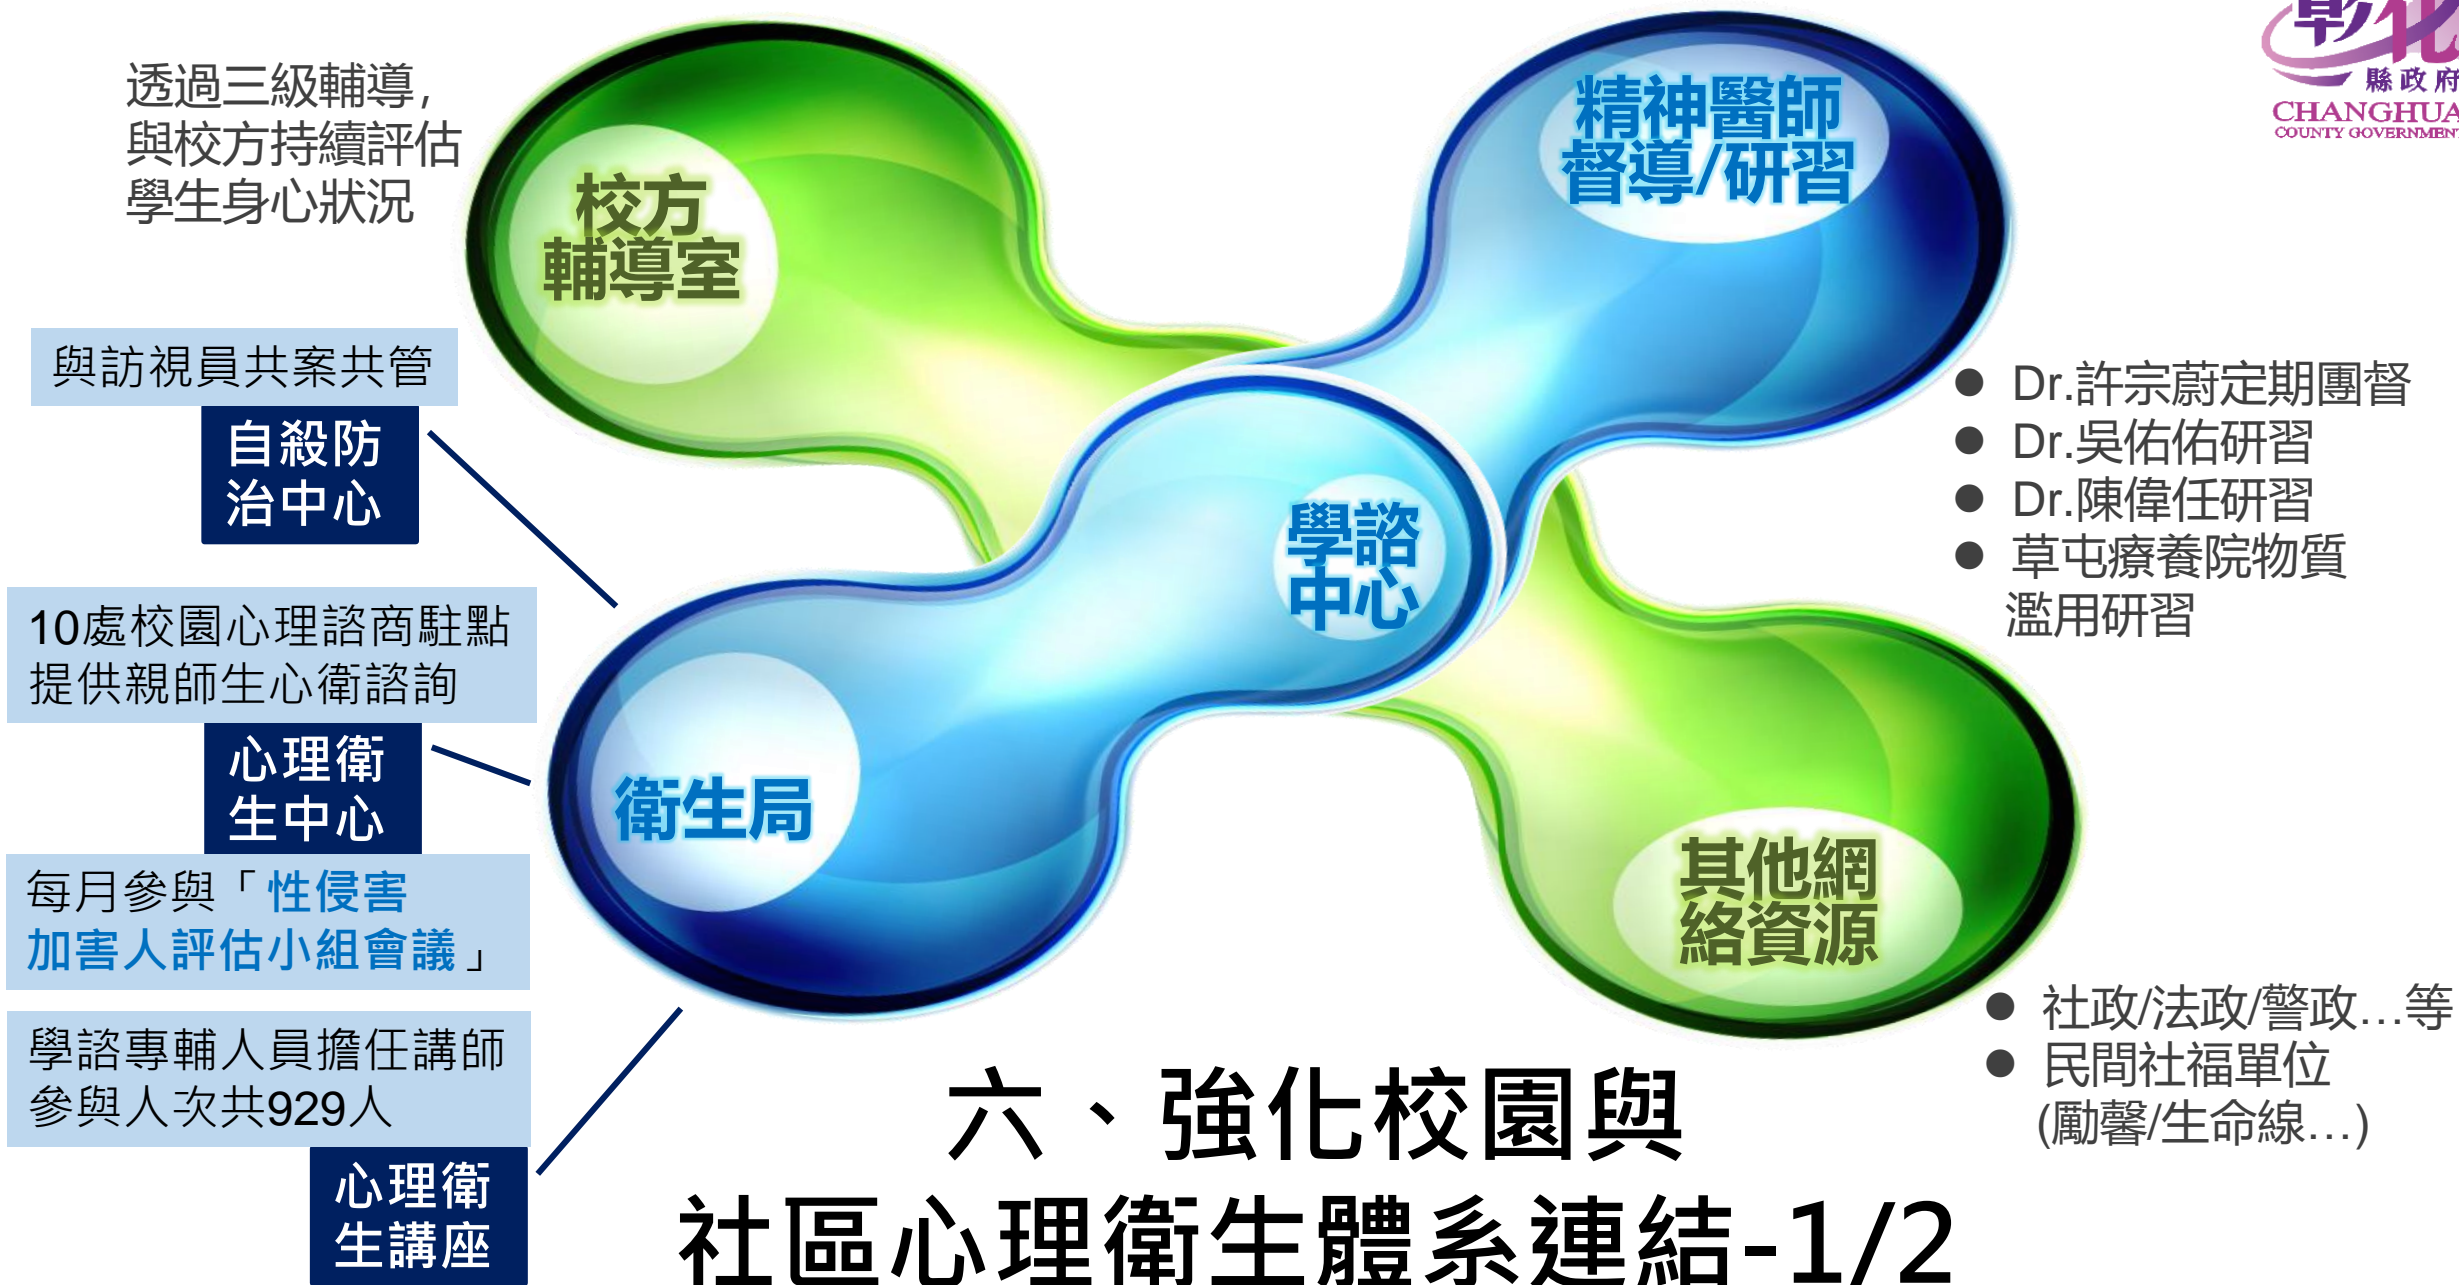 彰化
縣政府
CHANGHUA
COUNTY GOVERNMENT
透過三級輔導,
與校方持續評估
學生身心狀況
校方
輔導室
精神醫師
督導/研習
與訪視員共案共管
自殺防
治中心
10處校園心理諮商駐點
提供親師生心衛諮詢
心理衛
生中心
每月參與「性侵害
加害人評估小組會議」
學諮專輔人員擔任講師
參與人次共929人
心理衛
生講座
學諮
中心
衛生局
● Dr.許宗蔚定期團督
● Dr.吳佑佑研習
● Dr.陳偉任研習
● 草屯療養院物質
濫用研習
其他網
絡資源
● 社政/法政/警政…等
● 民間社福單位
(勵馨/生命線…)
六、強化校園與
社區心理衛生體系連結-1/2